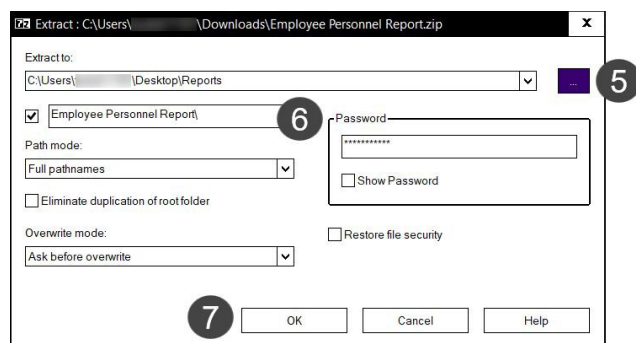 7z Extract : C:\Users\ \Downloads\Employee Personnel Report.zip x
Extract to:
C:\Users\ \Desktop\Reports ... 5
Employee Personnel Report\ 6
Password
***********
Path mode:
Full pathnames
Show Password
Eliminate duplication of root folder
Overwrite mode:
Restore file security
Ask before overwrite
7 OK Cancel Help